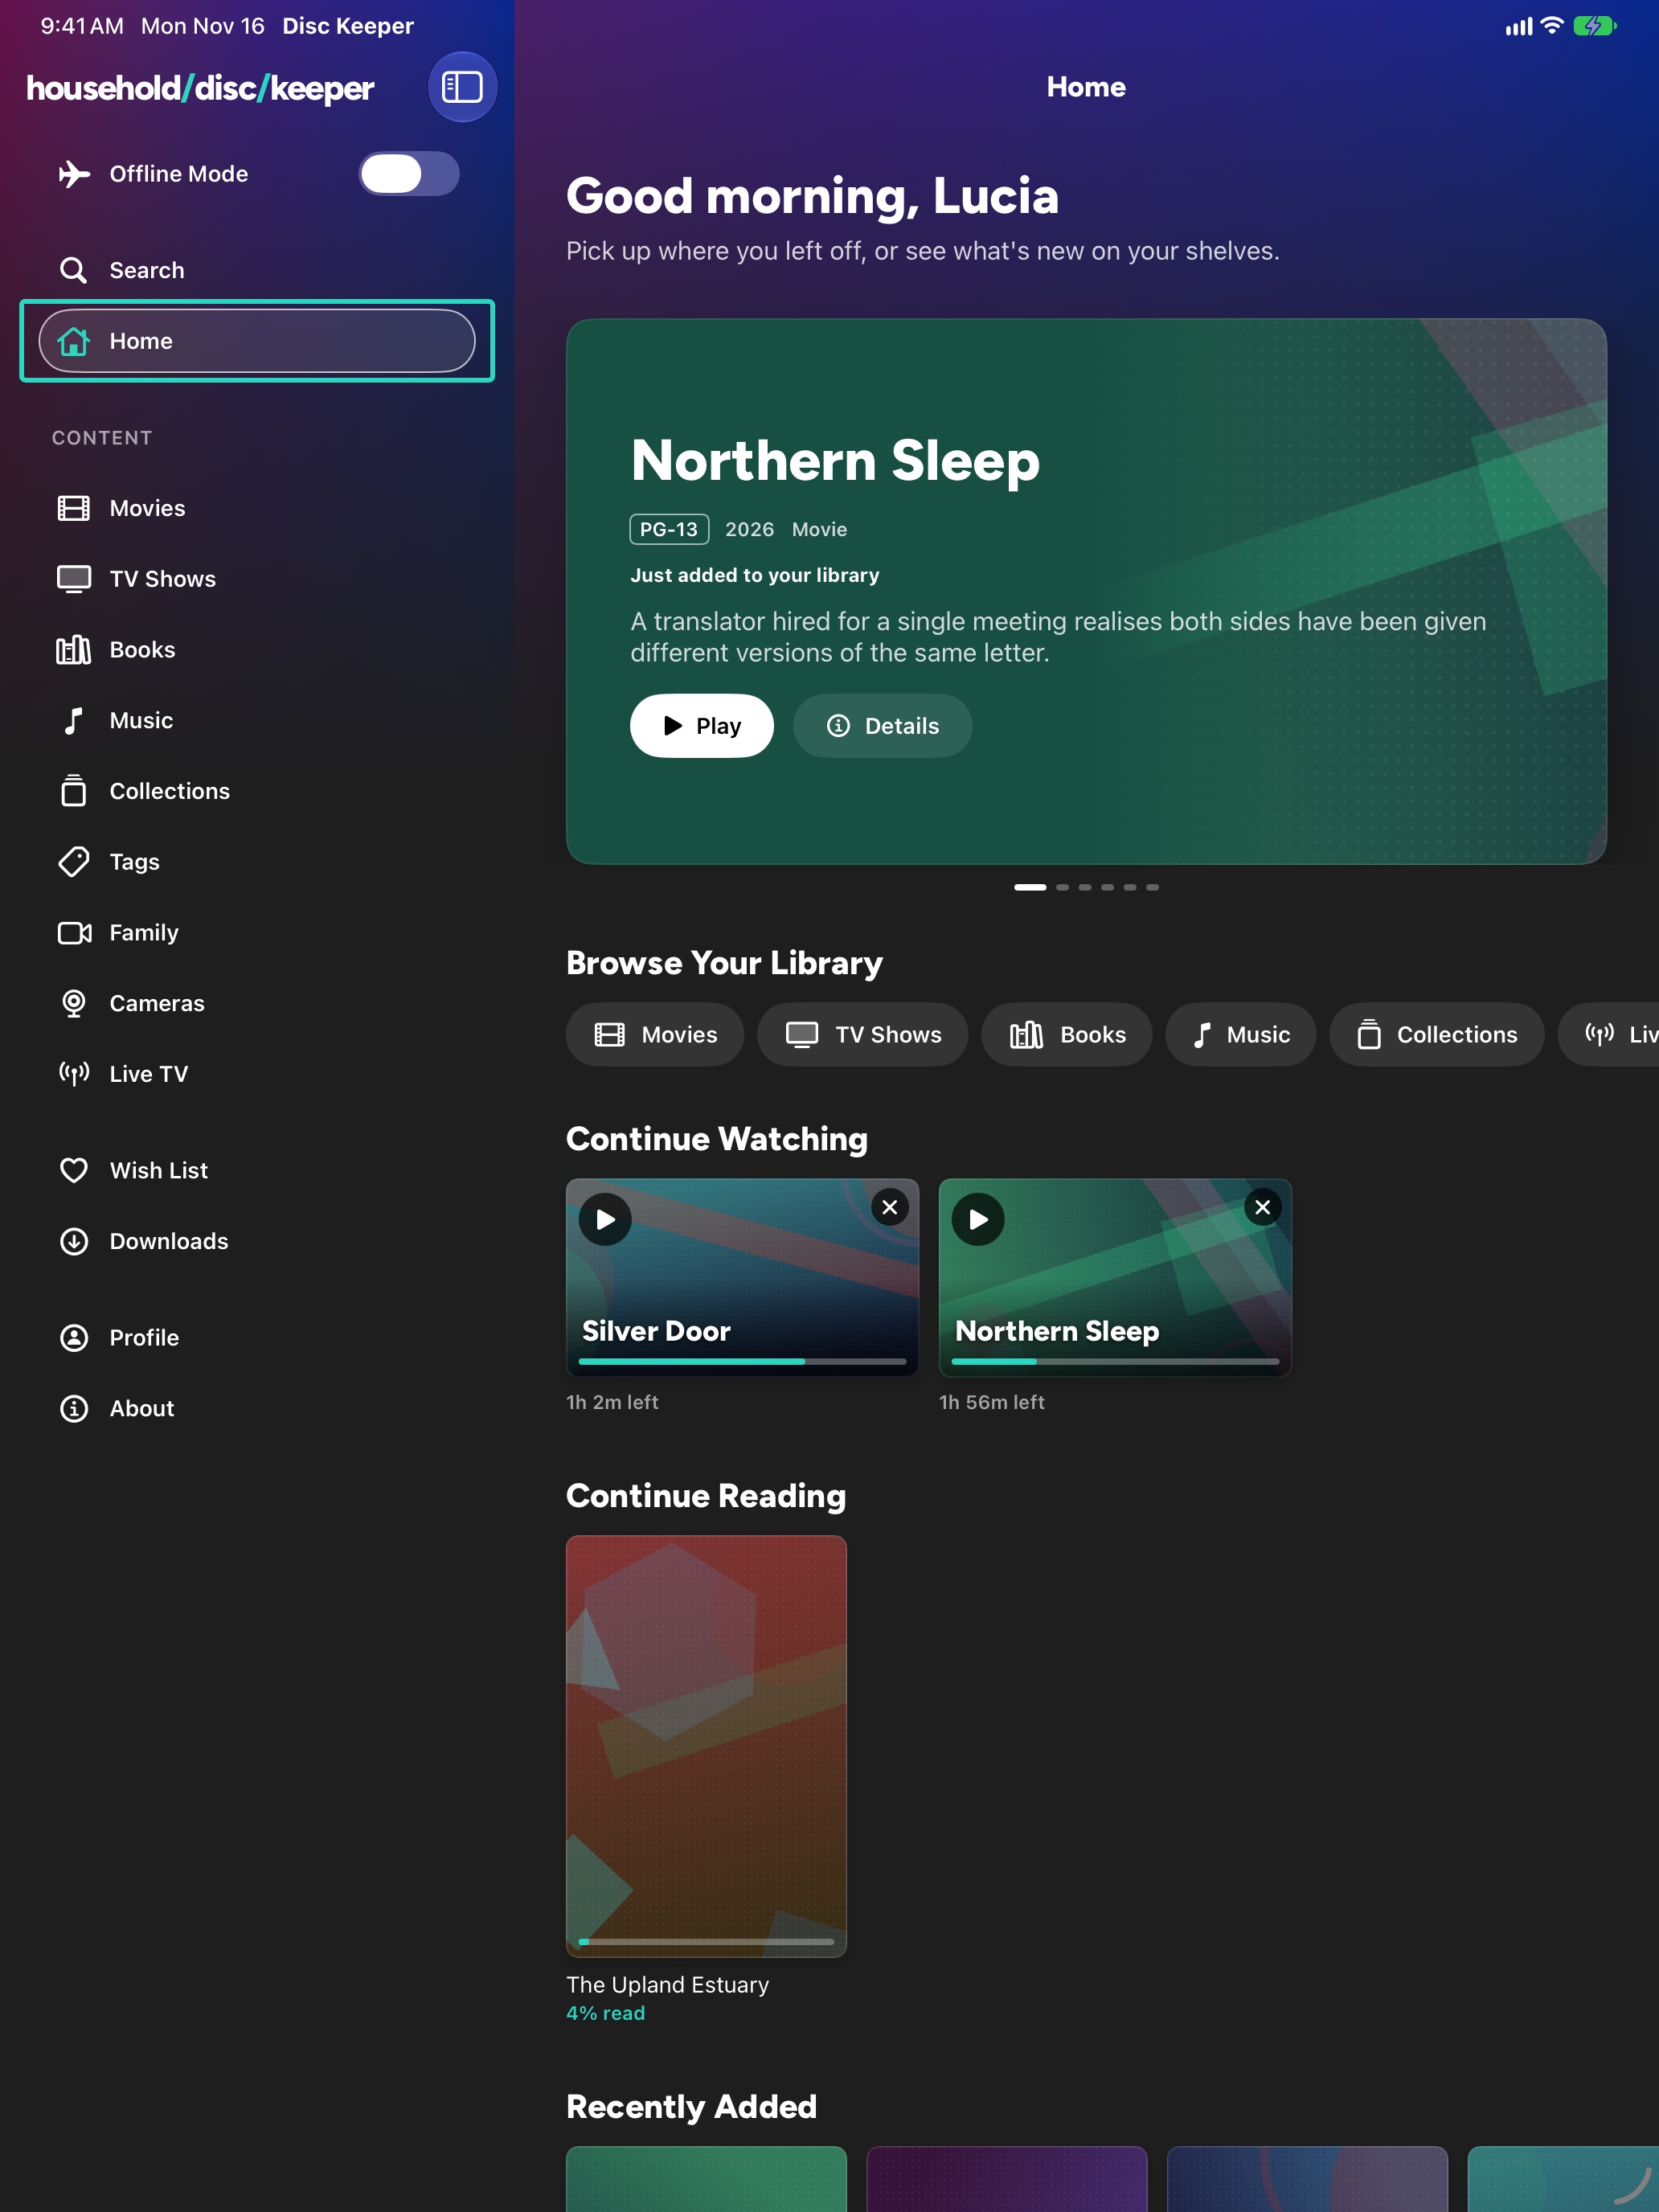 9:41 AM Mon Nov 16 Disc Keeper
household/disc/keeper
Offline Mode
Search
Home
CONTENT
Movies
TV Shows
Books
Music
Collections
Tags
Family
Cameras
Live TV
Wish List
Downloads
Profile
About
Home
Good morning, Lucia
Pick up where you left off, or see what's new on your shelves.
Northern Sleep
PG-13 2026 Movie
Just added to your library
A translator hired for a single meeting realises both sides have been given
different versions of the same letter.
Play Details
Browse Your Library
Movies TV Shows Books Music Collections Liv
Continue Watching
Silver Door Northern Sleep
1h 2m left 1h 56m left
Continue Reading
The Upland Estuary
4% read
Recently Added